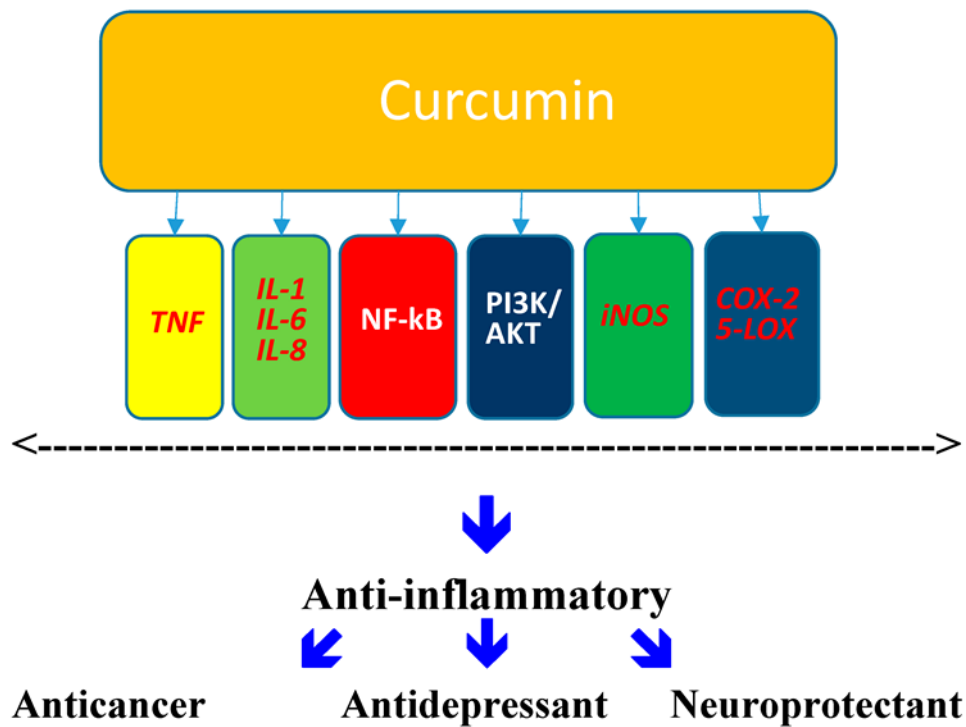 Curcumin
TNF
IL-1
IL-6
IL-8
NF-kB
PI3K/
AKT
iNOS
COX-2
5-LOX
Anti-inflammatory
Anticancer Antidepressant Neuroprotectant